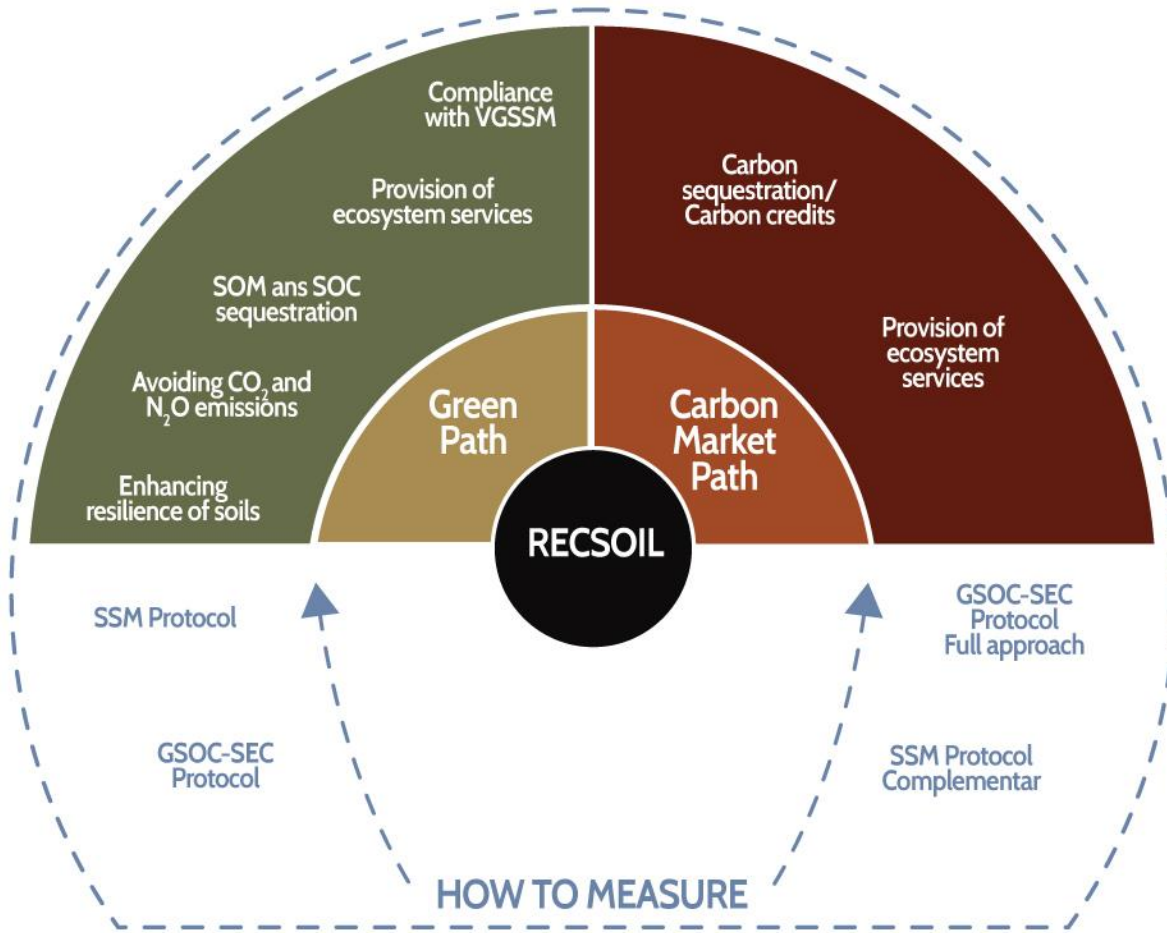 Compliance
with VGSSM
Provision of
ecosystem services
SOM ans SOC
sequestration
Avoiding CO₂ and
N₂O emissions
Enhancing
resilience of soils
Green
Path
Carbon
sequestration/
Carbon credits
Provision of
ecosystem
services
Carbon
Market
Path
RECSOIL
SSM Protocol
GSOC-SEC
Protocol
GSOC-SEC
Protocol
Full approach
SSM Protocol
Complementar
HOW TO MEASURE